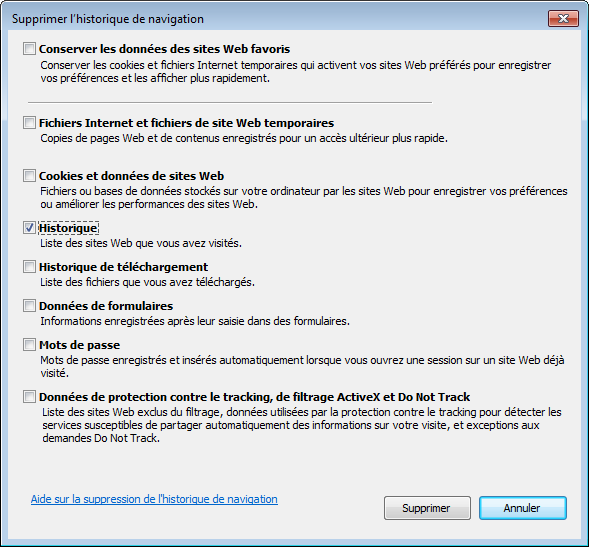 Supprimer l'historique de navigation
Conserver les données des sites Web favoris
Conserver les cookies et fichiers Internet temporaires qui activent vos sites Web préférés pour enregistrer
vos préférences et les afficher plus rapidement.
Fichiers Internet et fichiers de site Web temporaires
Copies de pages Web et de contenus enregistrés pour un accès ultérieur plus rapide.
Cookies et données de sites Web
Fichiers ou bases de données stockés sur votre ordinateur par les sites Web pour enregistrer vos préférences
ou améliorer les performances des sites Web.
Historique
Liste des sites Web que vous avez visités.
Historique de téléchargement
Liste des fichiers que vous avez téléchargés.
Données de formulaires
Informations enregistrées après leur saisie dans des formulaires.
Mots de passe
Mots de passe enregistrés et insérés automatiquement lorsque vous ouvrez une session sur un site Web déjà
visité.
Données de protection contre le tracking, de filtrage ActiveX et Do Not Track
Liste des sites Web exclus du filtrage, données utilisées par la protection contre le tracking pour détecter les
services susceptibles de partager automatiquement des informations sur votre visite, et exceptions aux
demandes Do Not Track.
Aide sur la suppression de l'historique de navigation
Supprimer
Annuler